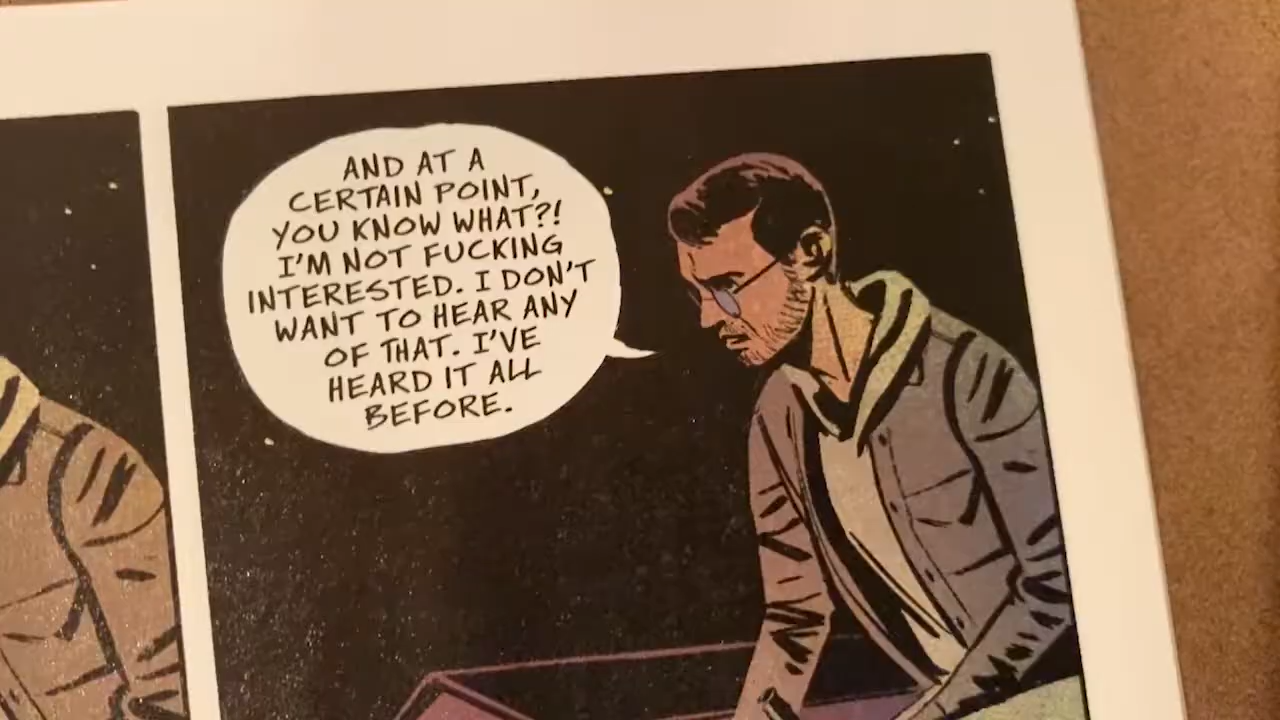 AND AT A
CERTAIN POINT,
YOU KNOW WHAT?!
I'M NOT FUCKING
INTERESTED. I DON'T
WANT TO HEAR ANY
OF THAT. I'VE
HEARD IT ALL
BEFORE.